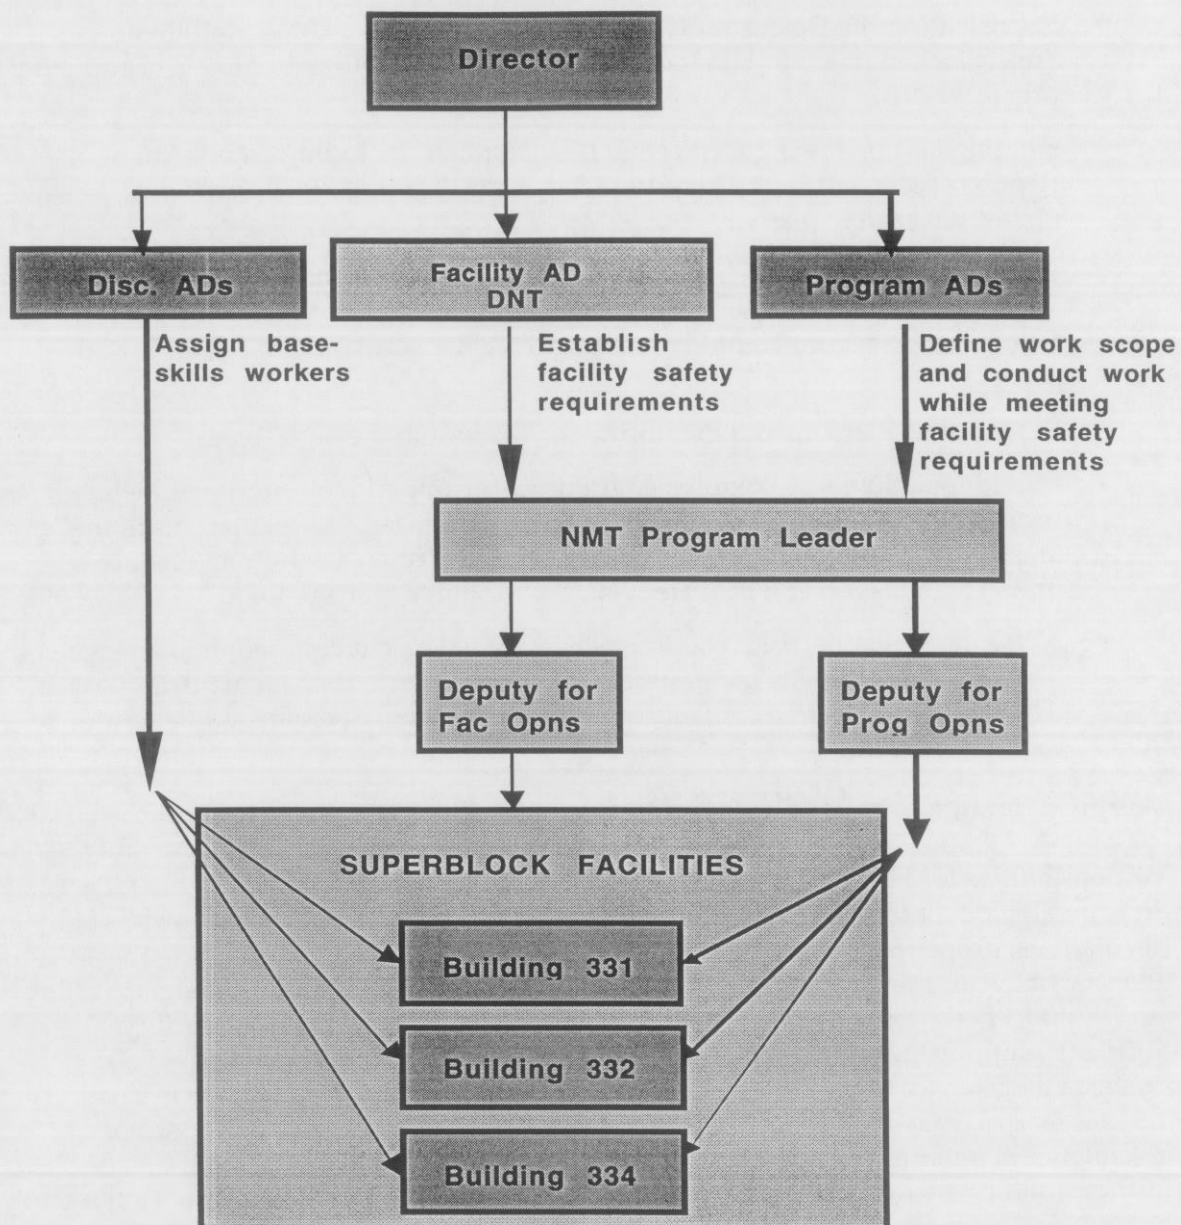 Director
Disc. ADs
Facility AD
DNT
Program ADs
Assign base-
skills workers
Establish
facility safety
requirements
Define work scope
and conduct work
while meeting
facility safety
requirements
NMT Program Leader
Deputy for
Fac Opns
Deputy for
Prog Opns
SUPERBLOCK FACILITIES
Building 331
Building 332
Building 334